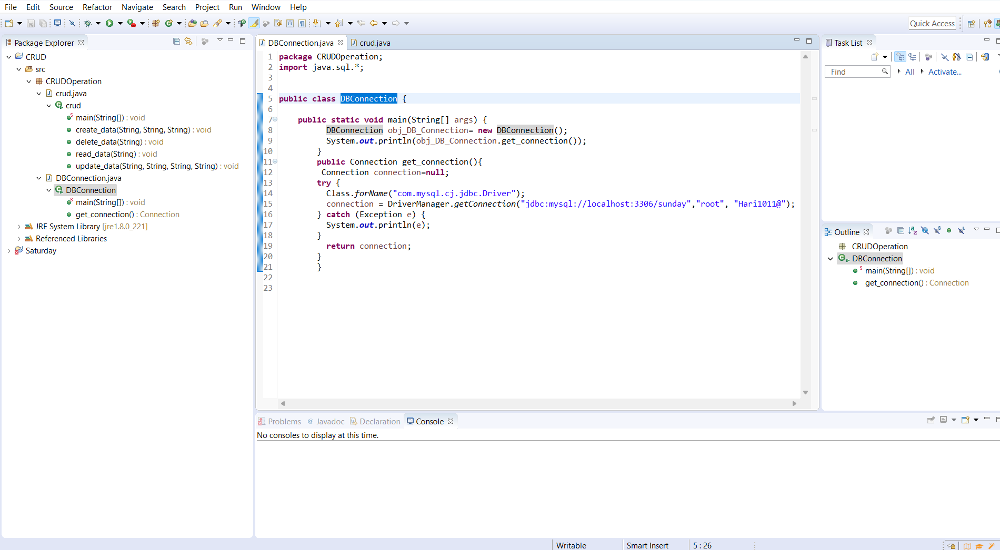 File Edit Source Refactor Navigate Search Project Run Window Help
Quick Access
Package Explorer
CRUD
src
CRUDOperation
crud.java
crud
main(String[]) : void
create_data(String, String, String) : void
delete_data(String) : void
read_data(String) : void
update_data(String, String, String, String) : void
DBConnection.java
DBConnection
main(String[]) : void
get_connection() : Connection
JRE System Library [jre1.8.0_221]
Referenced Libraries
Saturday
DBConnection.java crud.java
1 package CRUDOperation;
2 import java.sql.*;
3
4
5 public class DBConnection {
6
7 public static void main(String[] args) {
8 DBConnection obj_DB_Connection= new DBConnection();
9 System.out.println(obj_DB_Connection.get_connection());
10 }
11 public Connection get_connection(){
12 Connection connection=null;
13 try {
14 Class.forName("com.mysql.cj.jdbc.Driver");
15 connection = DriverManager.getConnection("jdbc:mysql://localhost:3306/sunday","root", "Hari1011@");
16 } catch (Exception e) {
17 System.out.println(e);
18 }
19 return connection;
20 }
21 }
22
23
Task List
Find All Activate...
Outline
CRUDOperation
DBConnection
main(String[]) : void
get_connection() : Connection
Problems Javadoc Declaration Console
No consoles to display at this time.
Writable Smart Insert 5 : 26